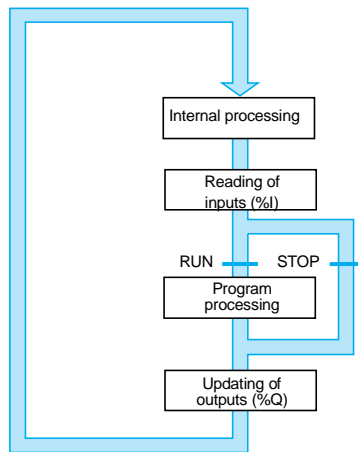 Internal processing
Reading of
inputs (%I)
RUN
STOP
Program
processing
Updating of
outputs (%Q)